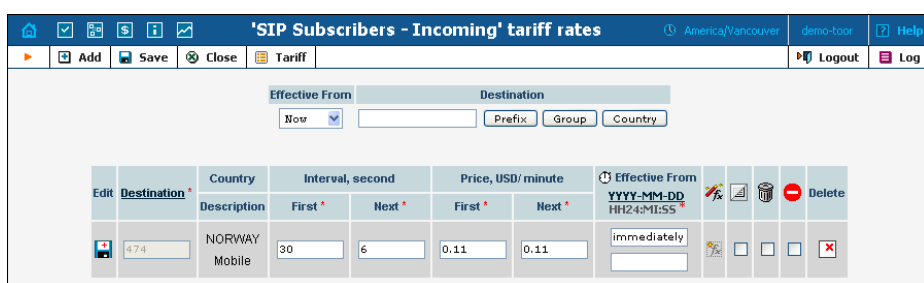 'SIP Subscribers - Incoming' tariff rates America/Vancouver demo-toor ? Help
Add Save Close Tariff Logout Log
Effective From Destination
Now Prefix Group Country
Edit Destination * Country Interval, second Price, USD/ minute Effective From Delete
Description First * Next * First * Next * YYYY-MM-DD
HH24:MI:SS *
474 NORWAY 30 6 0.11 0.11 immediately
Mobile